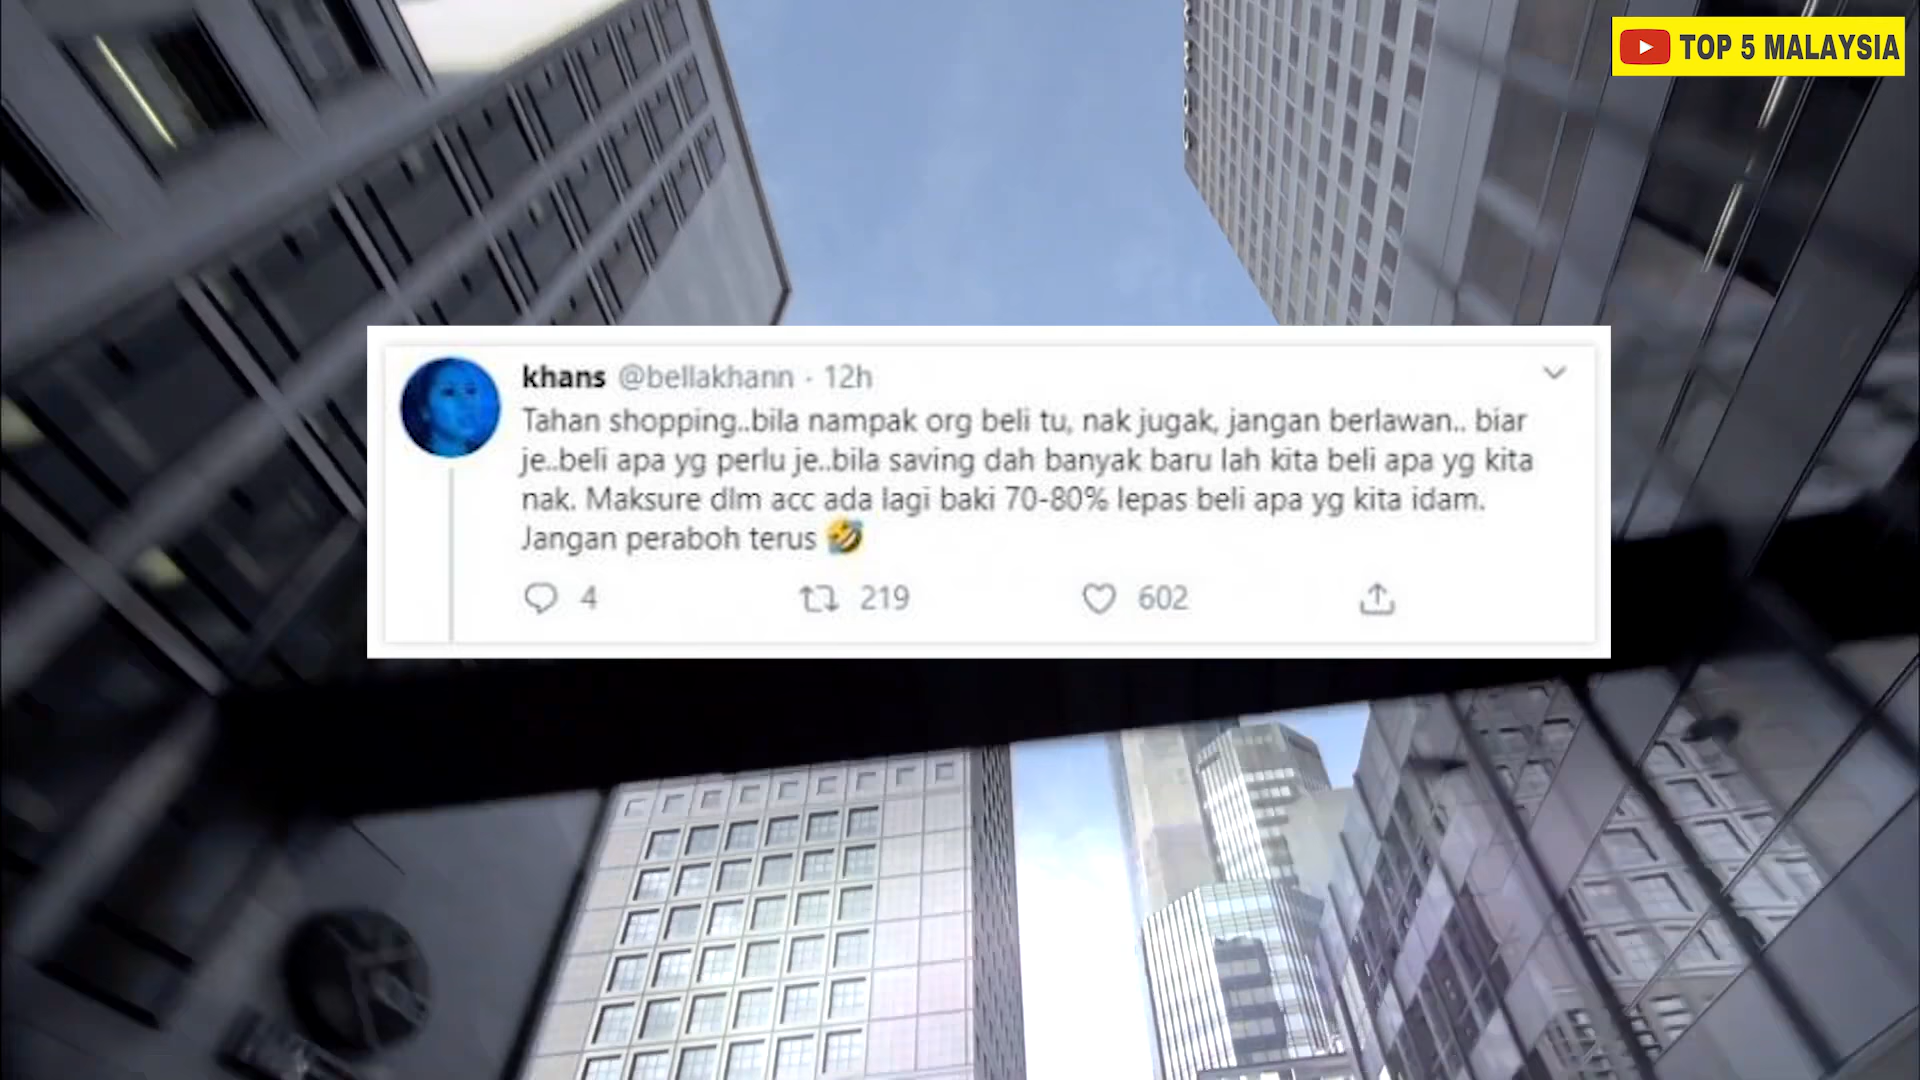 TOP 5 MALAYSIA
khans @bellakhann · 12h
Tahan shopping..bila nampak org beli tu, nak jugak, jangan berlawan.. biar
je..beli apa yg perlu je..bila saving dah banyak baru lah kita beli apa yg kita
nak. Maksure dlm acc ada lagi baki 70-80% lepas beli apa yg kita idam.
Jangan peraboh terus 🤣
4 219 602